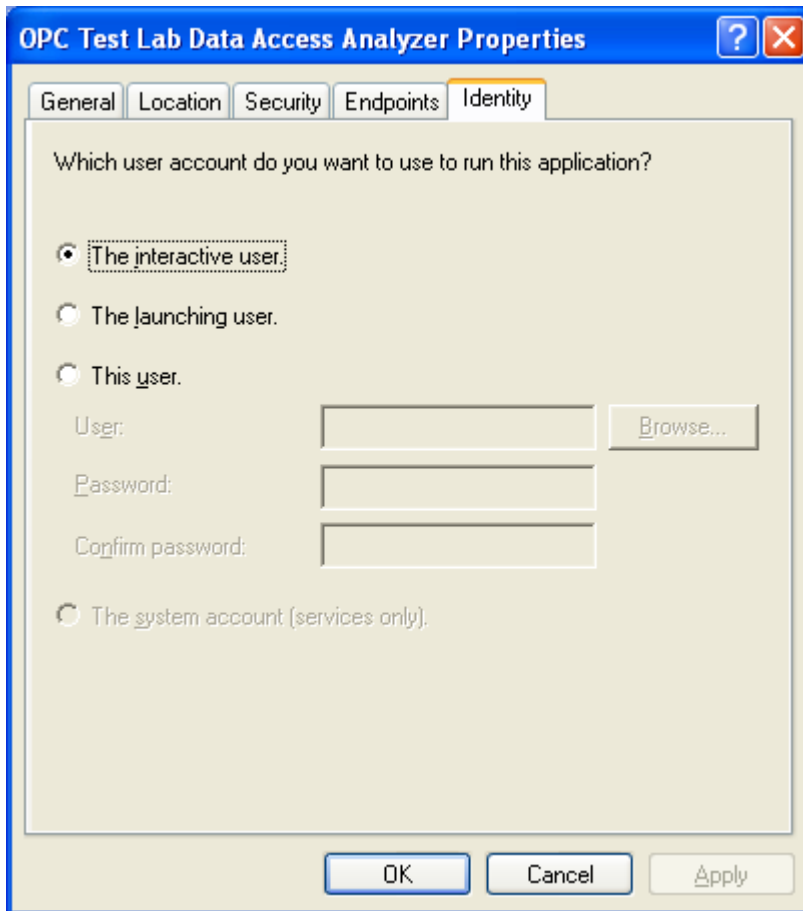 OPC Test Lab Data Access Analyzer Properties
General Location Security Endpoints Identity
Which user account do you want to use to run this application?
The interactive user.
The launching user.
This user.
User: Browse...
Password:
Confirm password:
The system account (services only).
OK Cancel Apply